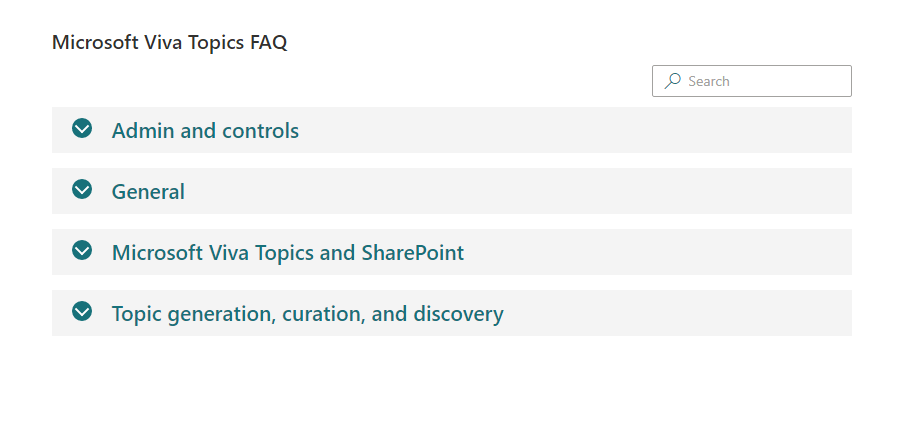 Microsoft Viva Topics FAQ
Search
Admin and controls
General
Microsoft Viva Topics and SharePoint
Topic generation, curation, and discovery